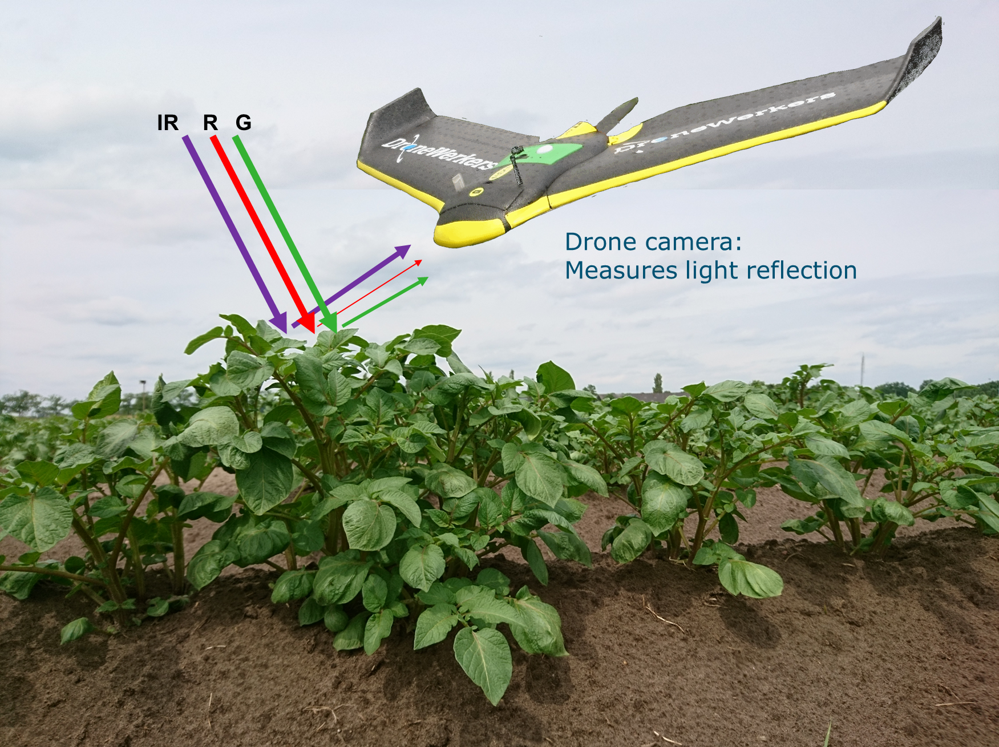 IR R G
DroneWerkers
DroneWerkers
Drone camera:
Measures light reflection